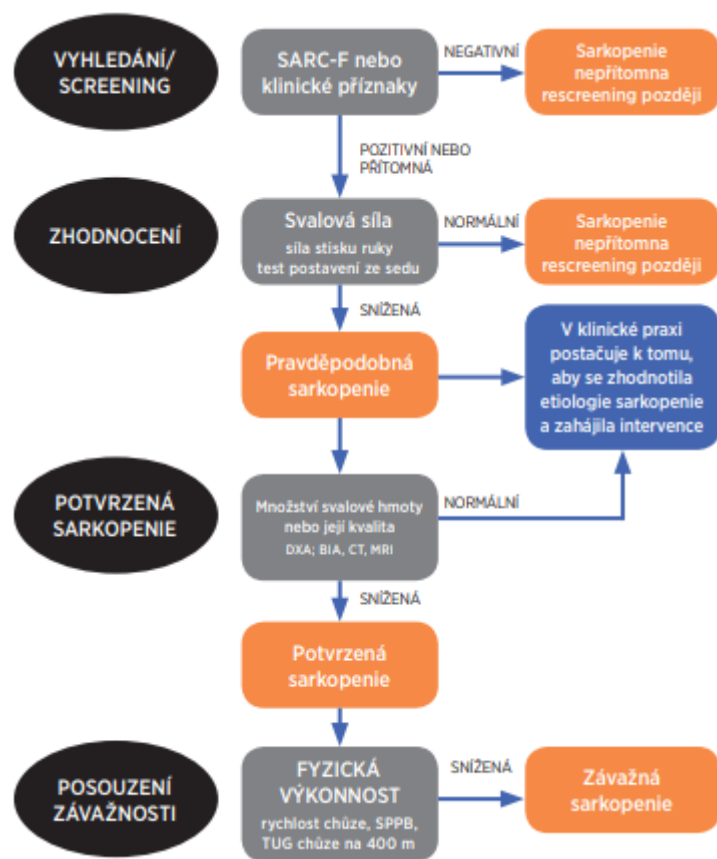 VYHLEDÁNÍ/
SCREENING
SARC-F nebo
klinické příznaky
NEGATIVNÍ
Sarkopenie
nepřítomna
rescreening později
POZITIVNÍ NEBO
PŘÍTOMNÁ
ZHODNOCENÍ
Svalová síla
síla stisku ruky
test postavení ze sedu
NORMÁLNÍ
Sarkopenie
nepřítomna
rescreening později
SNÍŽENÁ
Pravděpodobná
sarkopenie
V klinické praxi
postačuje k tomu,
aby se zhodnotila
etiologie sarkopenie
a zahájila intervence
POTVRZENÁ
SARKOPENIE
Množství svalové hmoty
nebo její kvalita
DXA; BIA, CT, MRI
NORMÁLNÍ
SNÍŽENÁ
Potvrzená
sarkopenie
POSOUZENÍ
ZÁVAŽNOSTI
FYZICKÁ
VÝKONNOST
rychlost chůze, SPPB,
TUG chůze na 400 m
SNÍŽENÁ
Závažná
sarkopenie